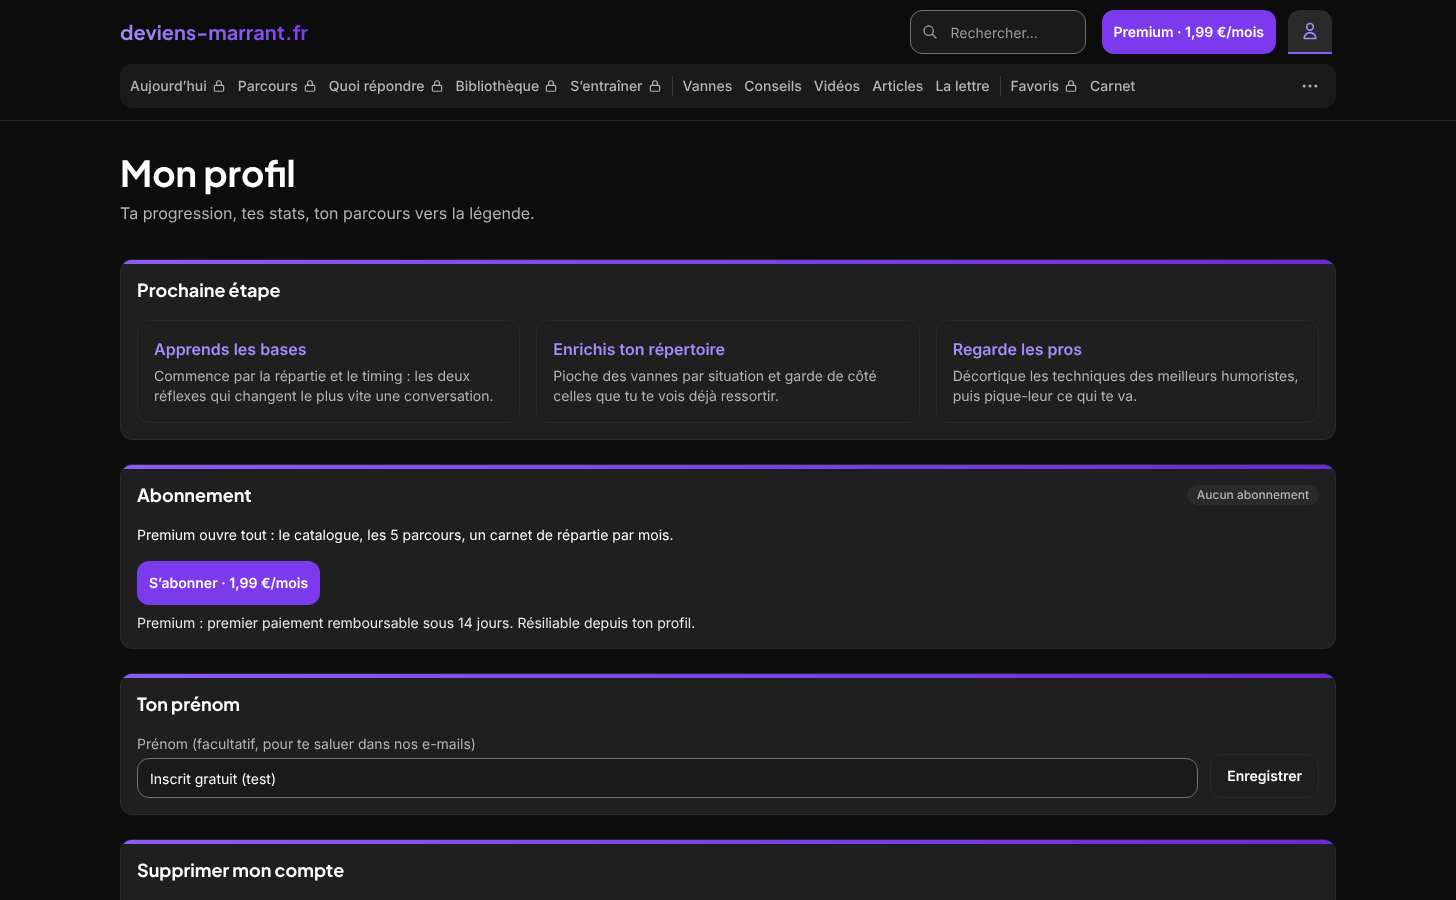 deviens-marrant.fr
Rechercher...
Premium · 1,99 €/mois
Aujourd’hui Parcours Quoi répondre Bibliothèque S’entraîner Vannes Conseils Vidéos Articles La lettre Favoris Carnet
Mon profil
Ta progression, tes stats, ton parcours vers la légende.
Prochaine étape
Apprends les bases
Commence par la répartie et le timing : les deux
réflexes qui changent le plus vite une conversation.
Enrichis ton répertoire
Pioche des vannes par situation et garde de côté
celles que tu te vois déjà ressortir.
Regarde les pros
Décortique les techniques des meilleurs humoristes,
puis pique-leur ce qui te va.
Abonnement
Aucun abonnement
Premium ouvre tout : le catalogue, les 5 parcours, un carnet de répartie par mois.
S’abonner · 1,99 €/mois
Premium : premier paiement remboursable sous 14 jours. Résiliable depuis ton profil.
Ton prénom
Prénom (facultatif, pour te saluer dans nos e-mails)
Inscrit gratuit (test)
Enregistrer
Supprimer mon compte